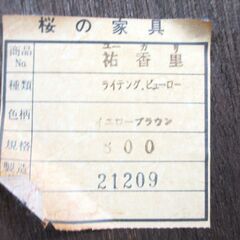 桜の家具
商品No. ユーカリ 祐香里
種類 ライテング、ビューロー
色柄 イエローブラウン
規格 800
製造 21209